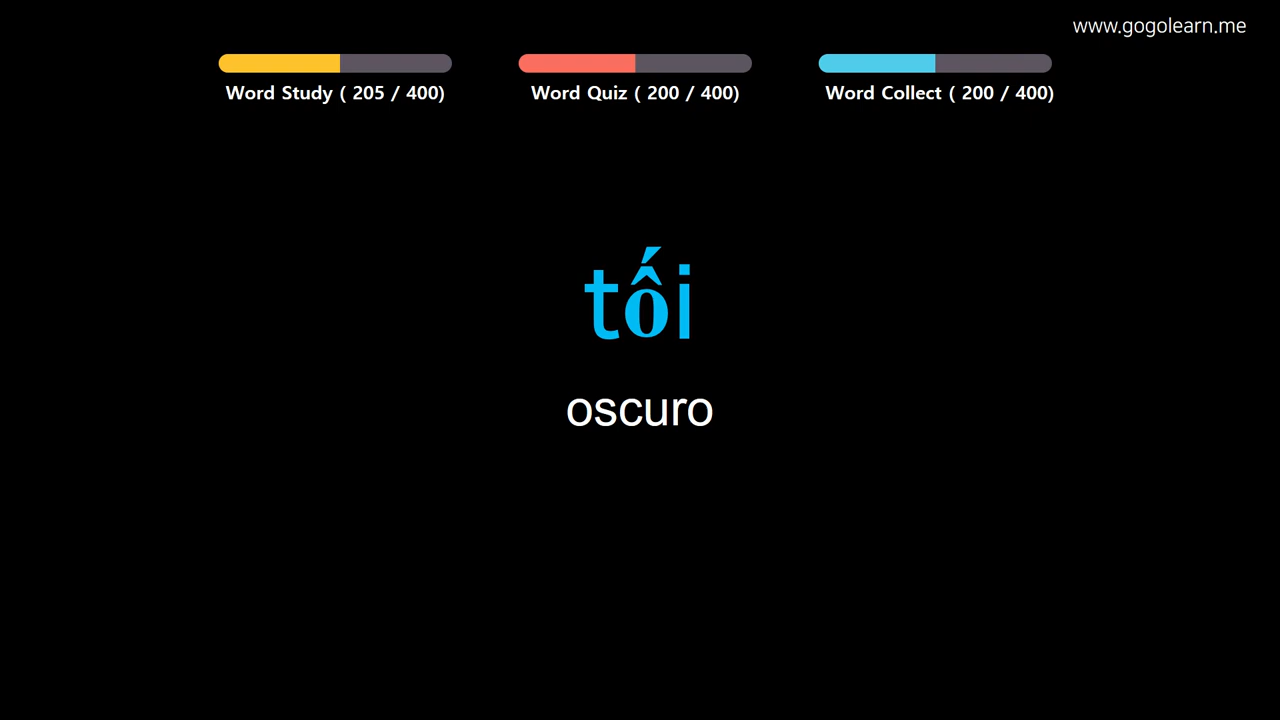 www.gogolearn.me
Word Study ( 205 / 400)
Word Quiz ( 200 / 400)
Word Collect ( 200 / 400)
tối
oscuro